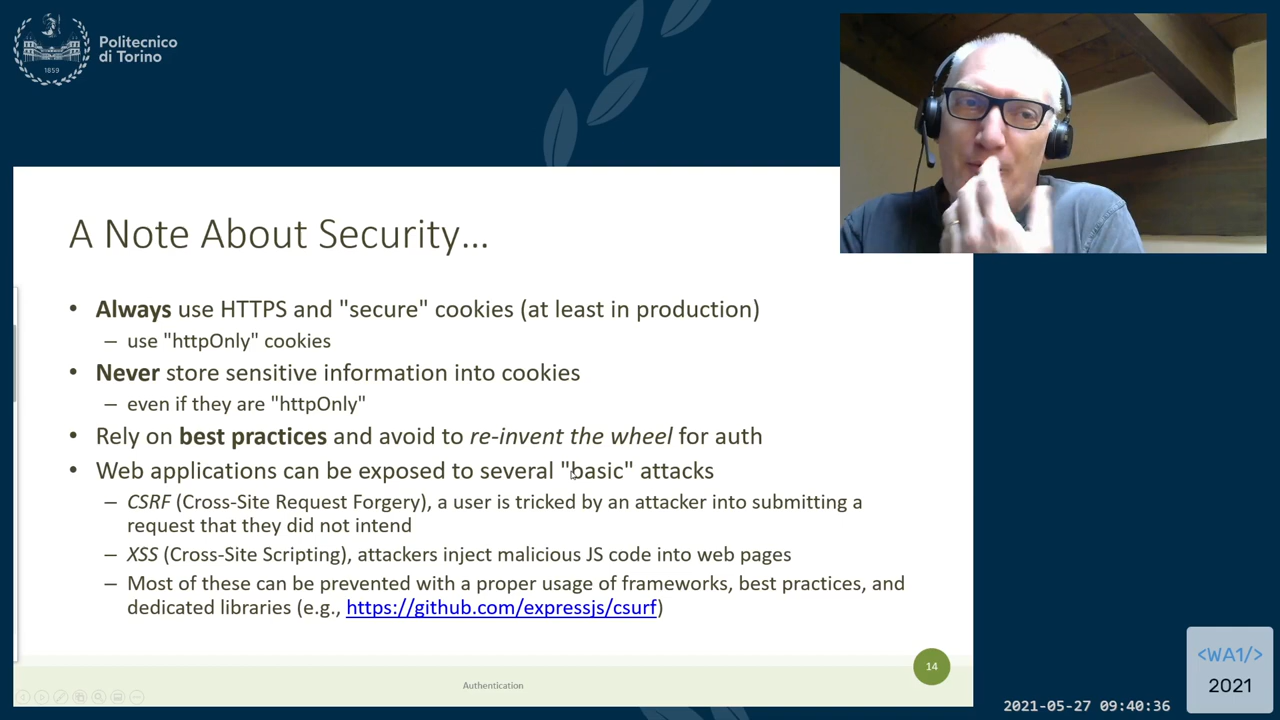 Politecnico
di Torino
1859
A Note About Security...
• Always use HTTPS and "secure" cookies (at least in production)
– use "httpOnly" cookies
• Never store sensitive information into cookies
– even if they are "httpOnly"
• Rely on best practices and avoid to re-invent the wheel for auth
• Web applications can be exposed to several "basic" attacks
– CSRF (Cross-Site Request Forgery), a user is tricked by an attacker into submitting a
request that they did not intend
– XSS (Cross-Site Scripting), attackers inject malicious JS code into web pages
– Most of these can be prevented with a proper usage of frameworks, best practices, and
dedicated libraries (e.g., https://github.com/expressjs/csurf)
14
Authentication
<WA1/>
2021
2021-05-27 09:40:36